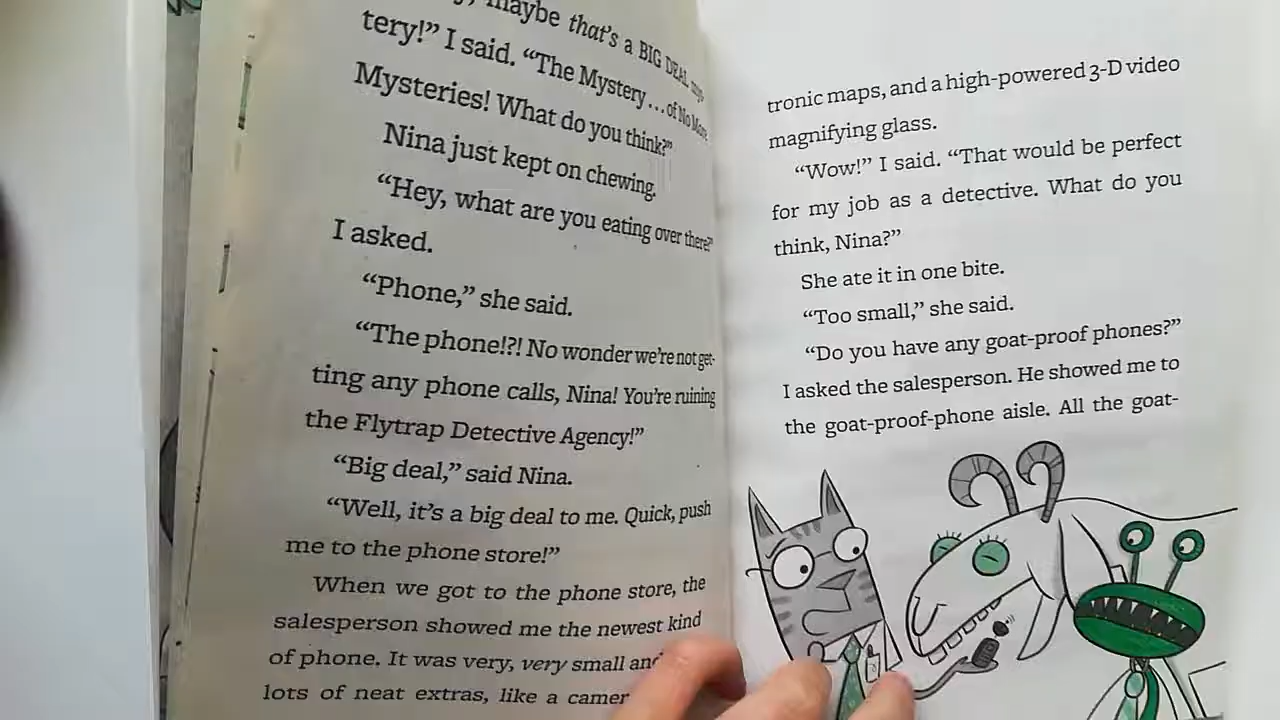 maybe that's a BIG DEAL mys-
tery!” I said. “The Mystery . . . of No More
Mysteries! What do you think?”
Nina just kept on chewing.
“Hey, what are you eating over there?”
I asked.
“Phone,” she said.
“The phone!?! No wonder we’re not get-
ting any phone calls, Nina! You’re ruining
the Flytrap Detective Agency!”
“Big deal,” said Nina.
“Well, it’s a big deal to me. Quick, push
me to the phone store!”
When we got to the phone store, the
salesperson showed me the newest kind
of phone. It was very, very small and
lots of neat extras, like a camer
tronic maps, and a high-powered 3-D video
magnifying glass.
“Wow!” I said. “That would be perfect
for my job as a detective. What do you
think, Nina?”
She ate it in one bite.
“Too small,” she said.
“Do you have any goat-proof phones?”
I asked the salesperson. He showed me to
the goat-proof-phone aisle. All the goat-